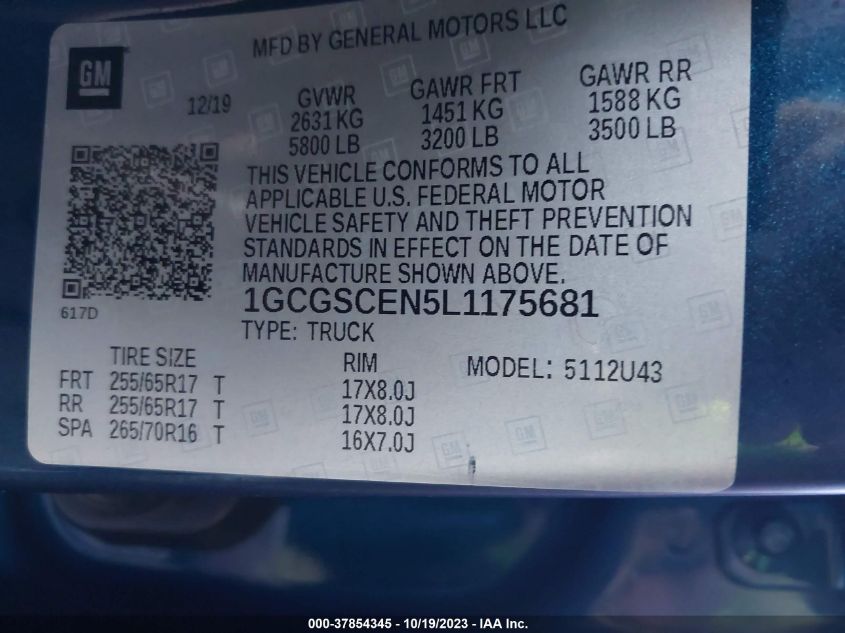 GM
MFD BY GENERAL MOTORS LLC
12/19
GVWR
2631 KG
5800 LB
GAWR FRT
1451 KG
3200 LB
GAWR RR
1588 KG
3500 LB
THIS VEHICLE CONFORMS TO ALL
APPLICABLE U.S. FEDERAL MOTOR
VEHICLE SAFETY AND THEFT PREVENTION
STANDARDS IN EFFECT ON THE DATE OF
MANUFACTURE SHOWN ABOVE.
617D
1GCGSCEN5L1175681
TYPE: TRUCK
TIRE SIZE RIM MODEL: 5112U43
FRT 255/65R17 T 17X8.0J
RR 255/65R17 T 17X8.0J
SPA 265/70R16 T 16X7.0J
000-37854345 - 10/19/2023 - IAA Inc.